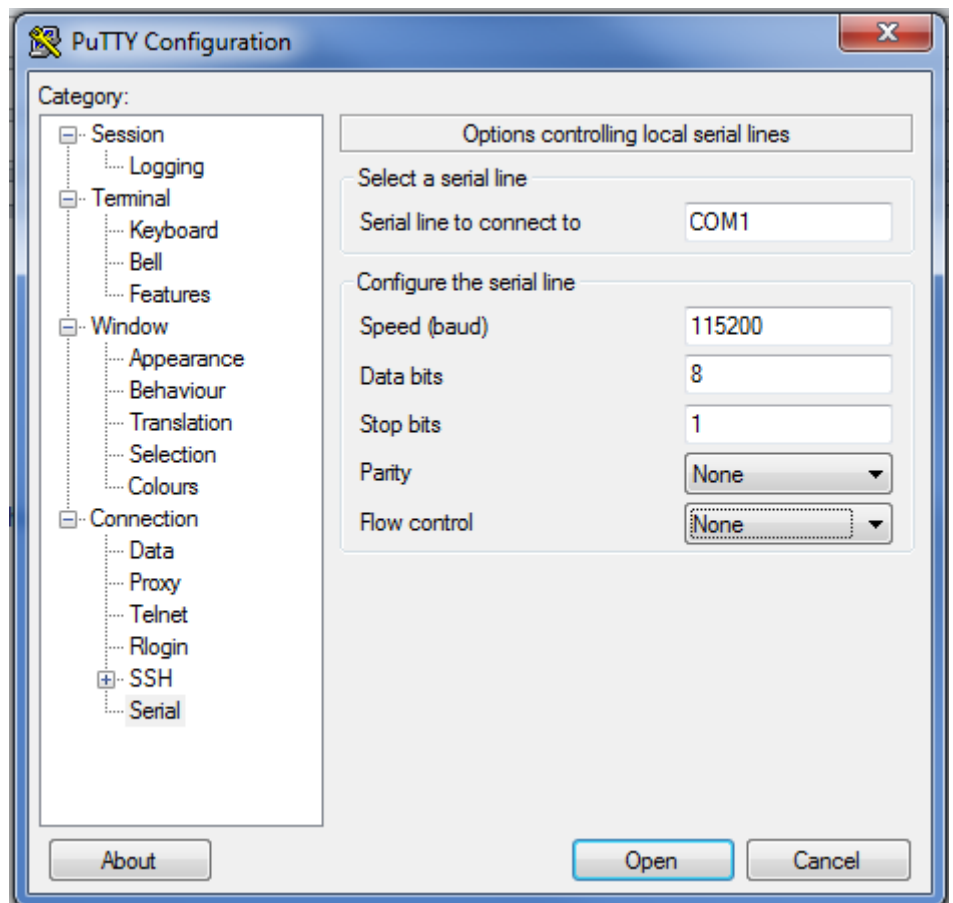 PuTTY Configuration
Category:
Session
Logging
Terminal
Keyboard
Bell
Features
Window
Appearance
Behaviour
Translation
Selection
Colours
Connection
Data
Proxy
Telnet
Rlogin
SSH
Serial
Options controlling local serial lines
Select a serial line
Serial line to connect to COM1
Configure the serial line
Speed (baud) 115200
Data bits 8
Stop bits 1
Parity None
Flow control None
About Open Cancel